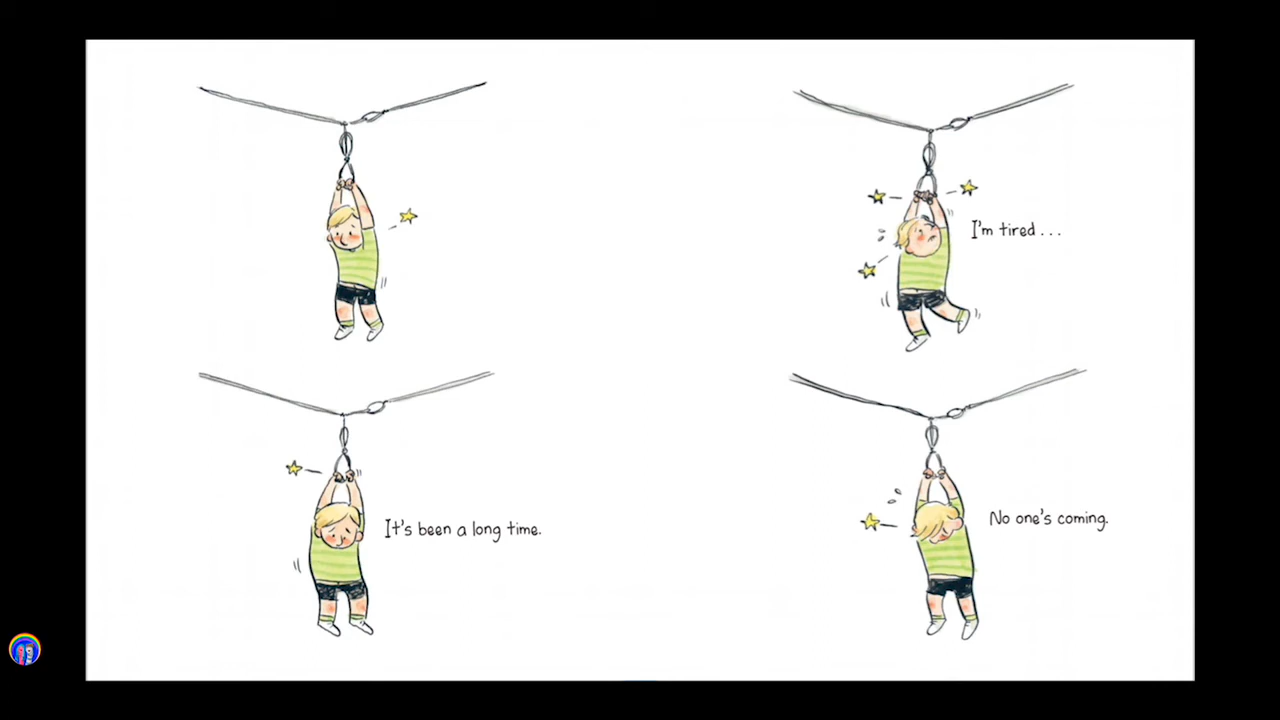 I'm tired . . .
It's been a long time.
No one's coming.